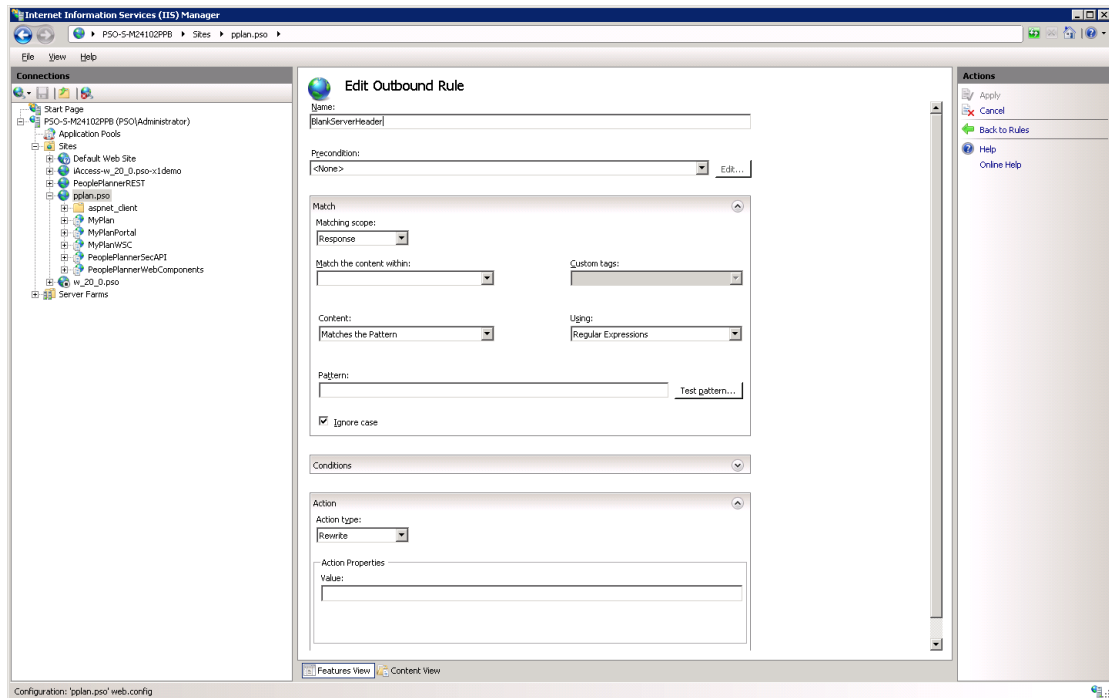 Internet Information Services (IIS) Manager
PSO-S-M24102PPB Sites pplan.pso
File View Help
Connections
Start Page
PSO-S-M24102PPB (PSO\Administrator)
Application Pools
Sites
Default Web Site
iAccess-w_20_0.pso-x1demo
PeoplePlannerREST
pplan.pso
aspnet_client
MyPlan
MyPlanPortal
MyPlanWSC
PeoplePlannerSecAPI
PeoplePlannerWebComponents
w_20_0.pso
Server Farms
Edit Outbound Rule
Name:
BlankServerHeader
Precondition:
<None> Edit...
Match
Matching scope:
Response
Match the content within: Custom tags:
Content: Using:
Matches the Pattern Regular Expressions
Pattern:
Test pattern...
Ignore case
Conditions
Action
Action type:
Rewrite
Action Properties
Value:
Features View Content View
Actions
Apply
Cancel
Back to Rules
Help
Online Help
Configuration: 'pplan.pso' web.config